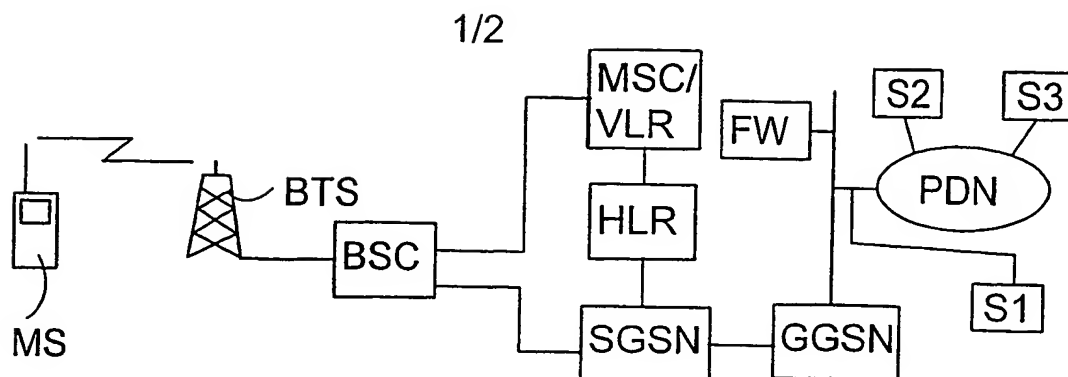 1/2
MSC/
VLR
S2
S3
FW
BTS
PDN
HLR
BSC
S1
MS
SGSN
GGSN